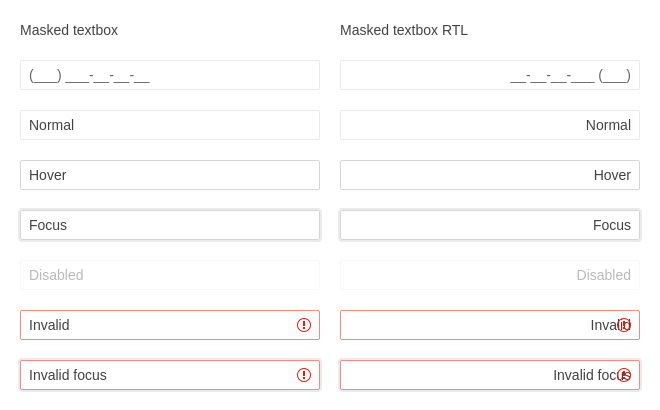 Masked textbox
Masked textbox RTL
(___) ___-__-__-__
__-__-__-___ (___)
Normal
Normal
Hover
Hover
Focus
Focus
Disabled
Disabled
Invalid
Invalid
Invalid focus
Invalid focus